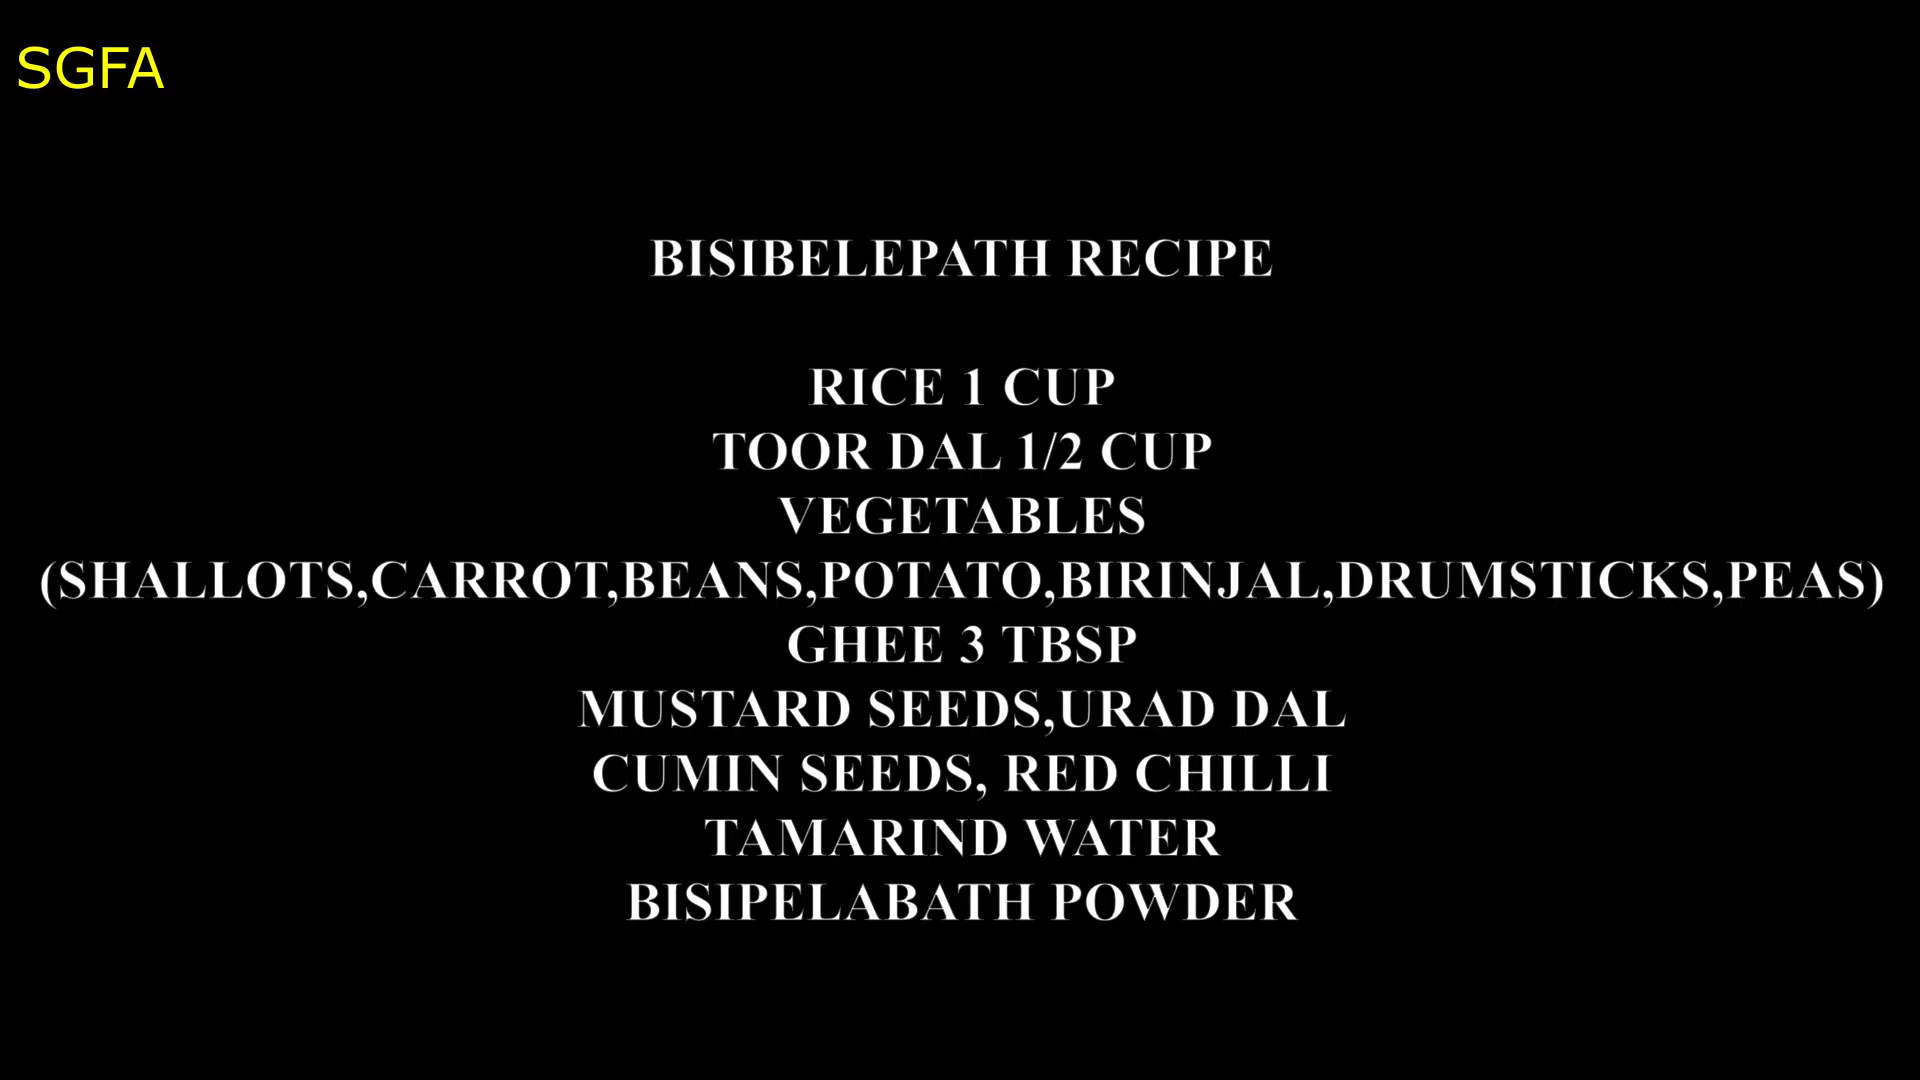 SGFA
BISIBELEPATH RECIPE
RICE 1 CUP
TOOR DAL 1/2 CUP
VEGETABLES
(SHALLOTS,CARROT,BEANS,POTATO,BIRINJAL,DRUMSTICKS,PEAS)
GHEE 3 TBSP
MUSTARD SEEDS,URAD DAL
CUMIN SEEDS, RED CHILLI
TAMARIND WATER
BISIPELABATH POWDER